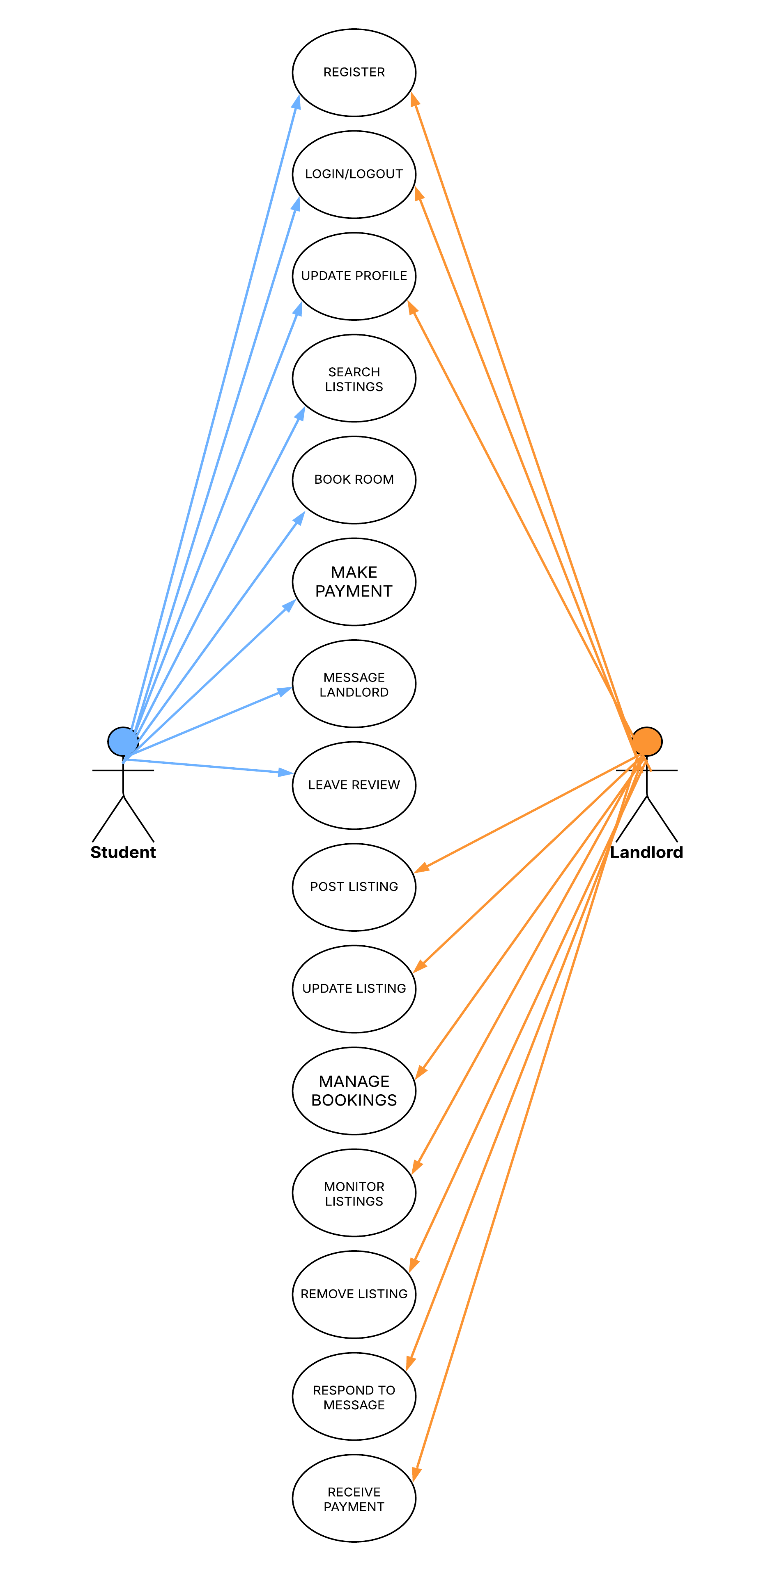 REGISTER
LOGIN/LOGOUT
UPDATE PROFILE
SEARCH
LISTINGS
BOOK ROOM
MAKE
PAYMENT
MESSAGE
LANDLORD
LEAVE REVIEW
Student
Landlord
POST LISTING
UPDATE LISTING
MANAGE
BOOKINGS
MONITOR
LISTINGS
REMOVE LISTING
RESPOND TO
MESSAGE
RECEIVE
PAYMENT